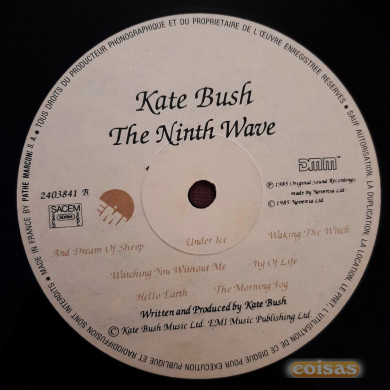 Kate Bush
The Ninth Wave
DMM
2403841 B
SACEM
SDRM
℗ 1985 Original Sound Recordings
made by Novercia Ltd.
© 1985 Novercia Ltd.
And Dream Of Sheep
Under Ice
Waking The Witch
Watching You Without Me
Jig Of Life
Hello Earth
The Morning Fog
Written and Produced by Kate Bush
© Kate Bush Music Ltd. EMI Music Publishing Ltd.
MADE IN FRANCE BY PATHE MARCONI S.A. • TOUS DROITS DU PRODUCTEUR PHONOGRAPHIQUE ET DU PROPRIETAIRE DE L'ŒUVRE ENREGISTREE RESERVES • SAUF AUTORISATION, LA DUPLICATION, LA LOCATION, LE PRET, L'UTILISATION DE CE DISQUE POUR EXECUTION PUBLIQUE ET RADIODIFFUSION SONT INTERDITS •
coisas